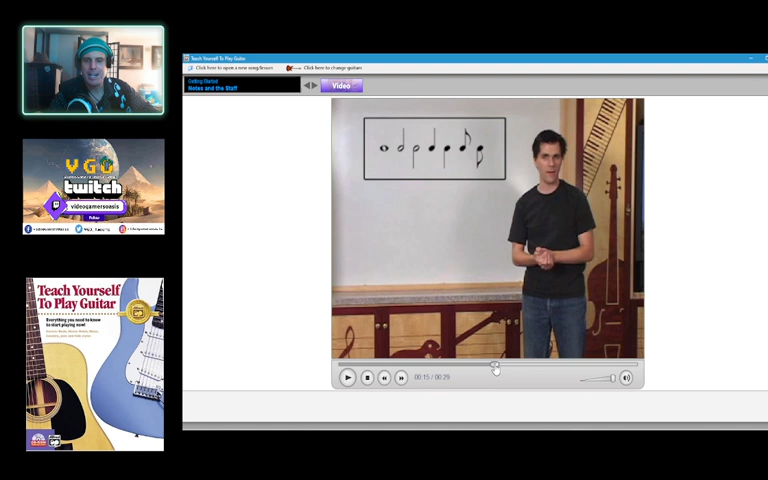 VGO
twitch
videogamersoasis
Follow
Teach Yourself
To Play Guitar
Everything you need to know
to start playing now!
Teach Yourself To Play Guitar
Click here to open a new song/lesson
Click here to change guitars
Getting Started
Notes and the Staff
Video
00:15 / 00:29